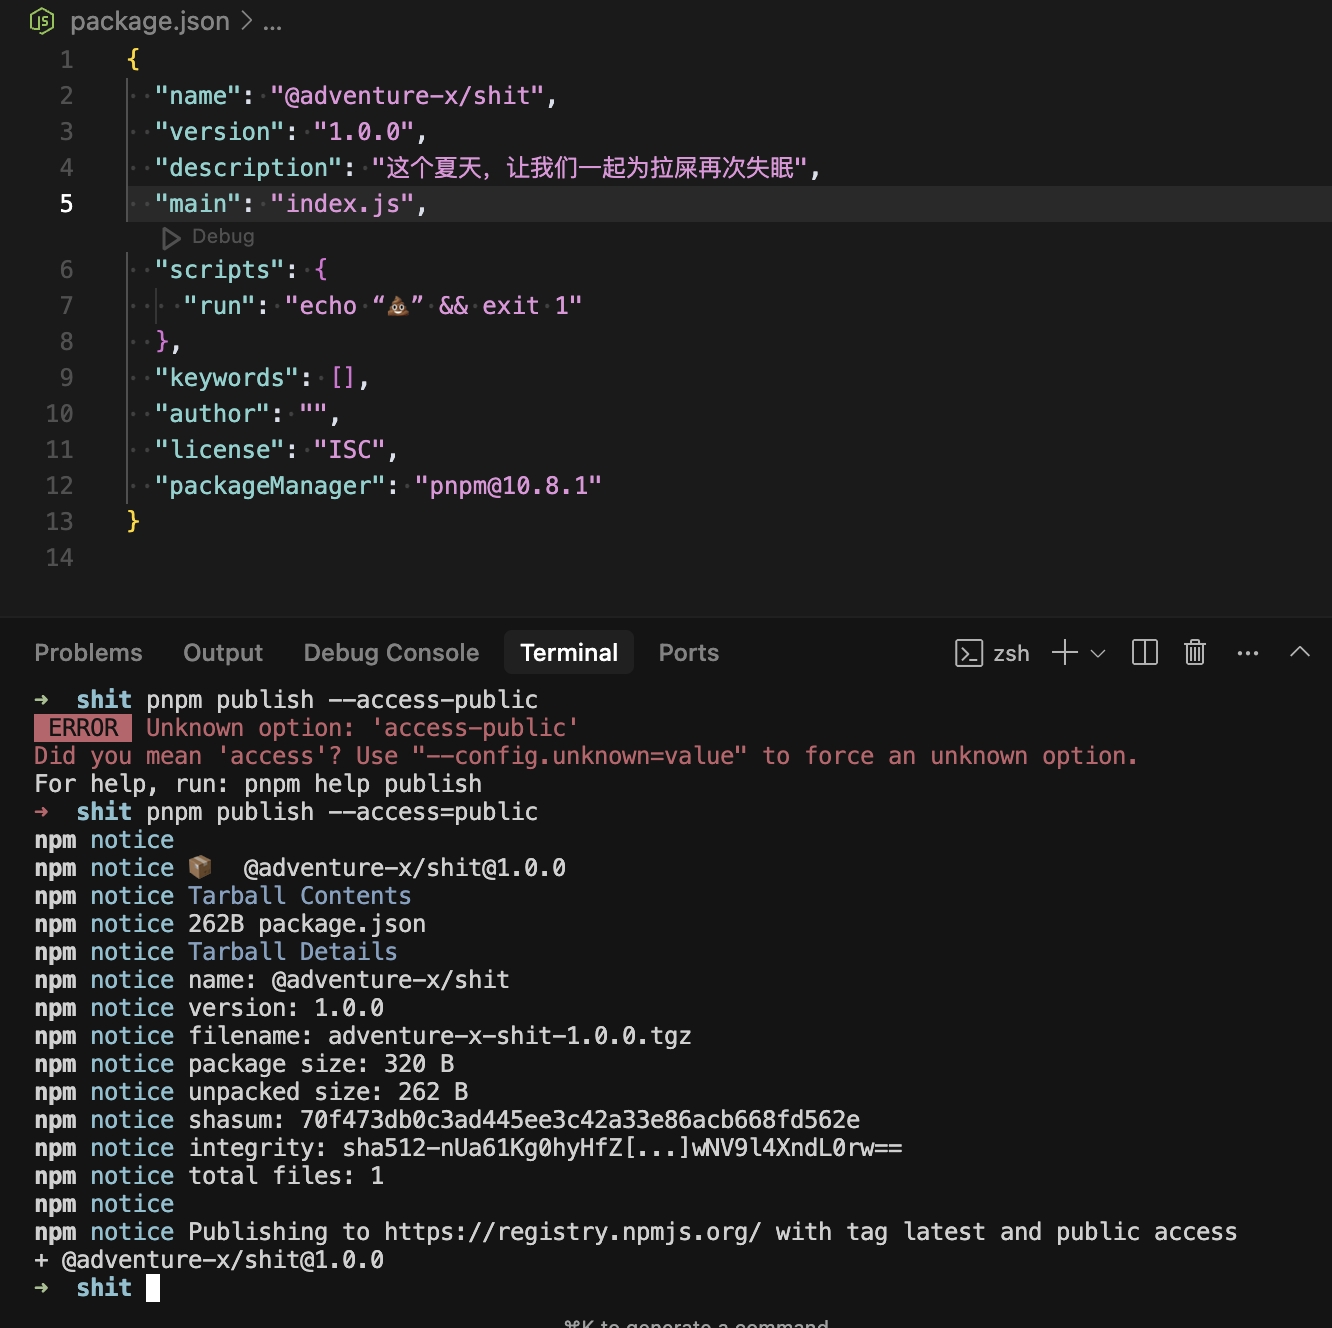 package.json > ...
1 {
2 "name": "@adventure-x/shit",
3 "version": "1.0.0",
4 "description": "这个夏天，让我们一起为拉屎再次失眠",
5 "main": "index.js",
Debug
6 "scripts": {
7 "run": "echo “💩” && exit 1"
8 },
9 "keywords": [],
10 "author": "",
11 "license": "ISC",
12 "packageManager": "pnpm@10.8.1"
13 }
14
Problems Output Debug Console Terminal Ports zsh
→ shit pnpm publish --access-public
ERROR Unknown option: 'access-public'
Did you mean 'access'? Use "--config.unknown=value" to force an unknown option.
For help, run: pnpm help publish
→ shit pnpm publish --access=public
npm notice
npm notice 📦 @adventure-x/shit@1.0.0
npm notice Tarball Contents
npm notice 262B package.json
npm notice Tarball Details
npm notice name: @adventure-x/shit
npm notice version: 1.0.0
npm notice filename: adventure-x-shit-1.0.0.tgz
npm notice package size: 320 B
npm notice unpacked size: 262 B
npm notice shasum: 70f473db0c3ad445ee3c42a33e86acb668fd562e
npm notice integrity: sha512-nUa61Kg0hyHfZ[...]wNV9l4XndL0rw==
npm notice total files: 1
npm notice
npm notice Publishing to https://registry.npmjs.org/ with tag latest and public access
+ @adventure-x/shit@1.0.0
→ shit
⌘K to generate a command